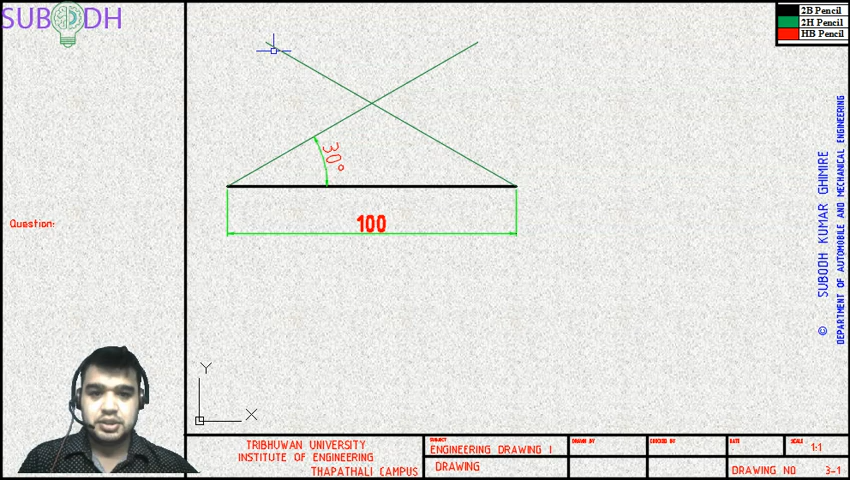 SUBODH
2B Pencil
2H Pencil
HB Pencil
30°
100
Question:
Y
X
© SUBODH KUMAR GHIMIRE
DEPARTMENT OF AUTOMOBILE AND MECHANICAL ENGINEERING
TRIBHUWAN UNIVERSITY
INSTITUTE OF ENGINEERING
THAPATHALI CAMPUS
SUBJECT
ENGINEERING DRAWING I
DRAWING
DRAWN BY
CHECKED BY
DATE
SCALE
1:1
DRAWING NO 3-1